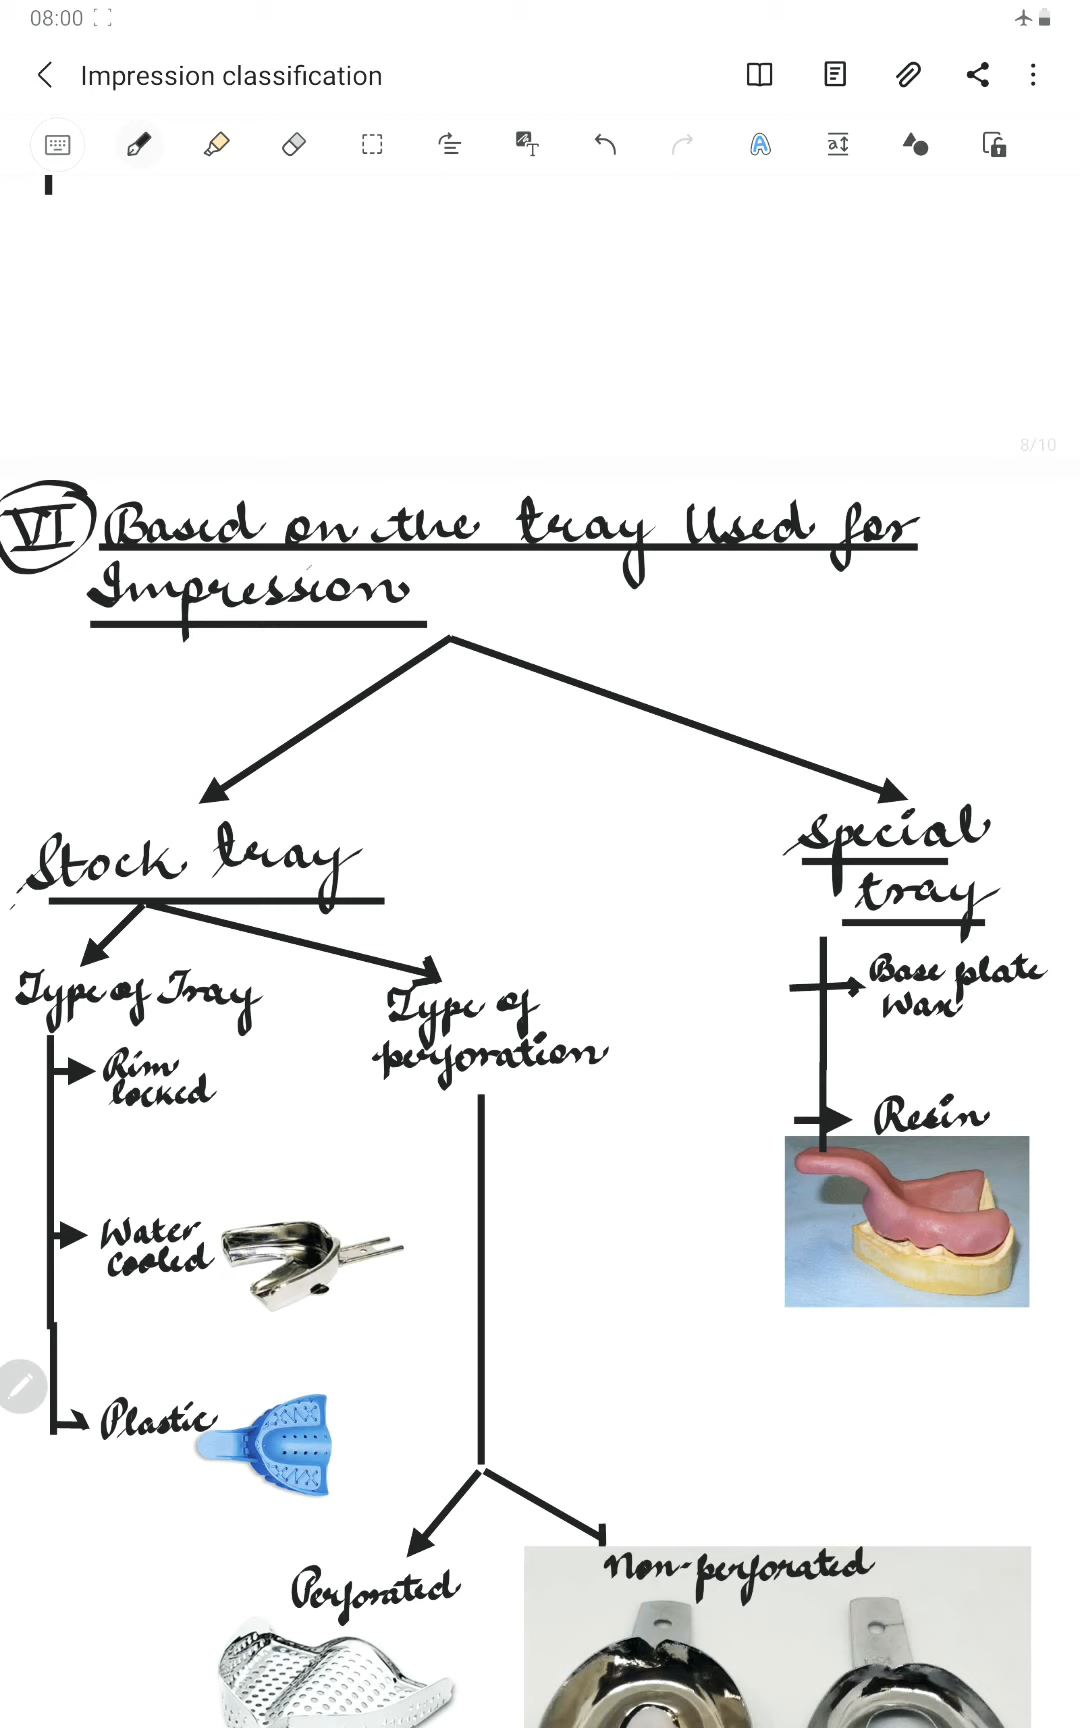 08:00
Impression classification
8/10
VI Based on the tray Used for
Impression
Stock tray
Special
tray
Type of Tray
Type of
perforation
Base plate
Wax
Rim
locked
Resin
Water
cooled
Plastic
Perforated
Non-perforated